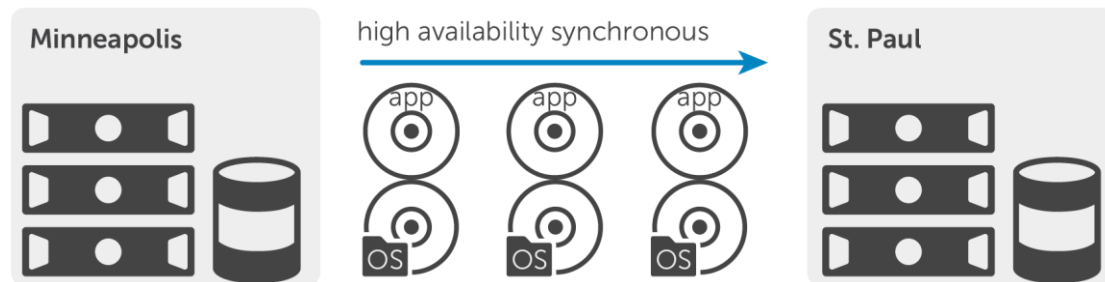 Minneapolis
high availability synchronous
St. Paul
app app app
OS OS OS